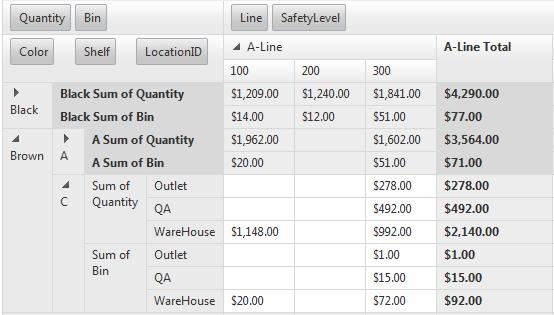 Quantity Bin Line SafetyLevel
Color Shelf LocationID A-Line A-Line Total
100 200 300
Black Black Sum of Quantity $1,209.00 $1,240.00 $1,841.00 $4,290.00
Black Sum of Bin $14.00 $12.00 $51.00 $77.00
Brown A A Sum of Quantity $1,962.00 $1,602.00 $3,564.00
A Sum of Bin $20.00 $51.00 $71.00
C Sum of Quantity Outlet $278.00 $278.00
QA $492.00 $492.00
WareHouse $1,148.00 $992.00 $2,140.00
Sum of Bin Outlet $1.00 $1.00
QA $15.00 $15.00
WareHouse $20.00 $72.00 $92.00